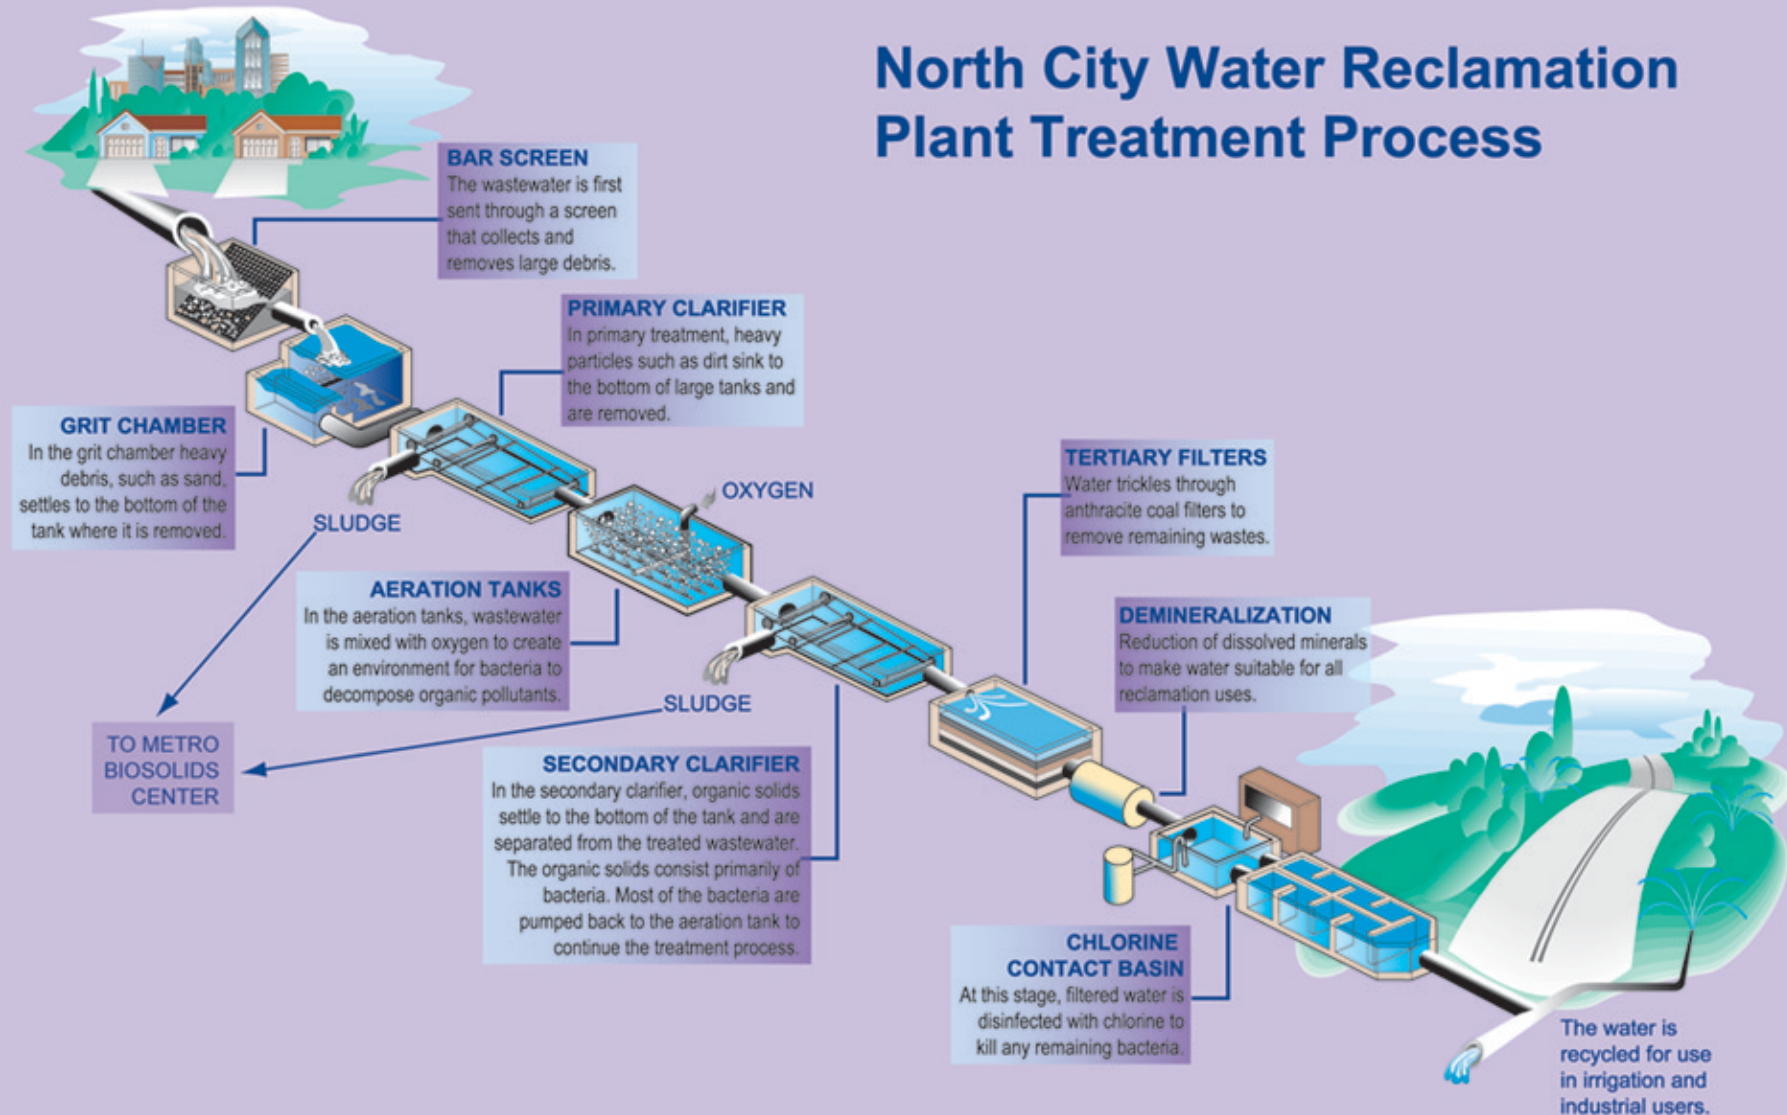 North City Water Reclamation
Plant Treatment Process
BAR SCREEN
The wastewater is first
sent through a screen
that collects and
removes large debris.
PRIMARY CLARIFIER
In primary treatment, heavy
particles such as dirt sink to
the bottom of large tanks and
are removed.
GRIT CHAMBER
In the grit chamber heavy
debris, such as sand,
settles to the bottom of the
tank where it is removed.
SLUDGE
OXYGEN
TERTIARY FILTERS
Water trickles through
anthracite coal filters to
remove remaining wastes.
AERATION TANKS
In the aeration tanks, wastewater
is mixed with oxygen to create
an environment for bacteria to
decompose organic pollutants.
SLUDGE
DEMINERALIZATION
Reduction of dissolved minerals
to make water suitable for all
reclamation uses.
TO METRO
BIOSOLIDS
CENTER
SECONDARY CLARIFIER
In the secondary clarifier, organic solids
settle to the bottom of the tank and are
separated from the treated wastewater.
The organic solids consist primarily of
bacteria. Most of the bacteria are
pumped back to the aeration tank to
continue the treatment process.
CHLORINE
CONTACT BASIN
At this stage, filtered water is
disinfected with chlorine to
kill any remaining bacteria.
The water is
recycled for use
in irrigation and
industrial users.